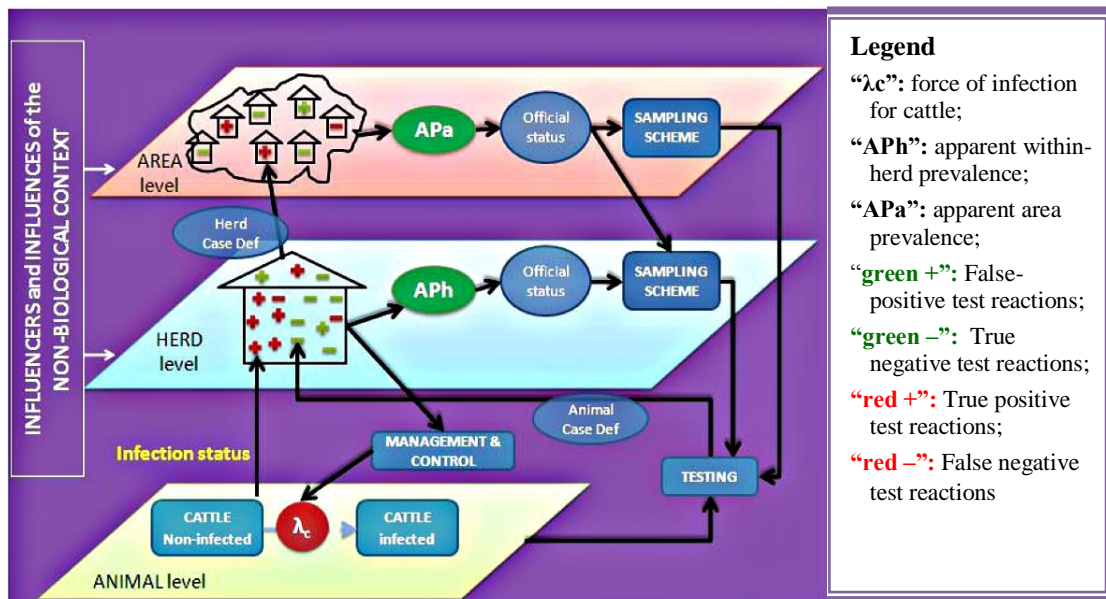 INFLUENCERS and INFLUENCES of the
NON-BIOLOGICAL CONTEXT
AREA
level
APa
Official
status
SAMPLING
SCHEME
Herd
Case Def
HERD
level
APh
Official
status
SAMPLING
SCHEME
Animal
Case Def
Infection status
MANAGEMENT &
CONTROL
TESTING
CATTLE
Non-infected
λc
CATTLE
infected
ANIMAL level
Legend
“λc”: force of infection
for cattle;
“APh”: apparent within-
herd prevalence;
“APa”: apparent area
prevalence;
“green +”: False-
positive test reactions;
“green –”: True
negative test reactions;
“red +”: True positive
test reactions;
“red –”: False negative
test reactions